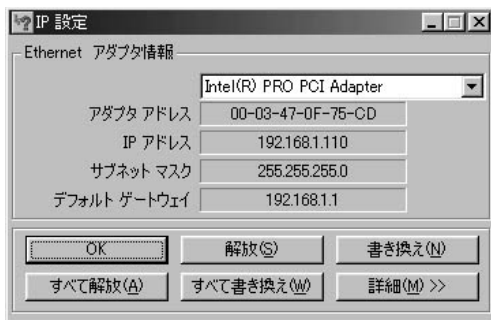 IP 設定
Ethernet アダプタ情報
Intel(R) PRO PCI Adapter
アダプタ アドレス 00-03-47-0F-75-CD
IP アドレス 192.168.1.110
サブネット マスク 255.255.255.0
デフォルト ゲートウェイ 192.168.1.1
OK 解放(S) 書き換え(N)
すべて解放(A) すべて書き換え(W) 詳細(M) >>